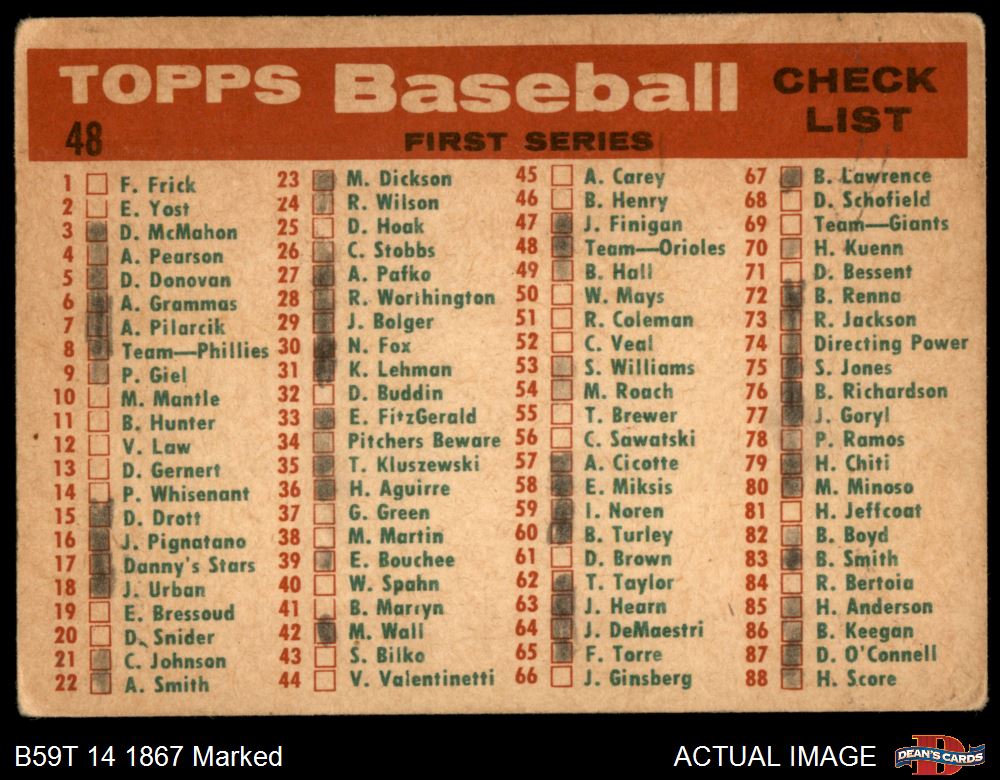 TOPPS Baseball CHECK LIST
48 FIRST SERIES
1 F. Frick
2 E. Yost
3 D. McMahon
4 A. Pearson
5 D. Donovan
6 A. Grammas
7 A. Pilarcik
8 Team—Phillies
9 P. Giel
10 M. Mantle
11 B. Hunter
12 V. Law
13 D. Gernert
14 P. Whisenant
15 D. Drott
16 J. Pignatano
17 Danny's Stars
18 J. Urban
19 E. Bressoud
20 D. Snider
21 C. Johnson
22 A. Smith
23 M. Dickson
24 R. Wilson
25 D. Hoak
26 C. Stobbs
27 A. Pafko
28 R. Worthington
29 J. Bolger
30 N. Fox
31 K. Lehman
32 D. Buddin
33 E. FitzGerald
34 Pitchers Beware
35 T. Kluszewski
36 H. Aguirre
37 G. Green
38 M. Martin
39 E. Bouchee
40 W. Spahn
41 B. Martyn
42 M. Wall
43 S. Bilko
44 V. Valentinetti
45 A. Carey
46 B. Henry
47 J. Finigan
48 Team—Orioles
49 B. Hall
50 W. Mays
51 R. Coleman
52 C. Veal
53 S. Williams
54 M. Roach
55 T. Brewer
56 C. Sawatski
57 A. Cicotte
58 E. Miksis
59 I. Noren
60 B. Turley
61 D. Brown
62 T. Taylor
63 J. Hearn
64 J. DeMaestri
65 F. Torre
66 J. Ginsberg
67 B. Lawrence
68 D. Schofield
69 Team—Giants
70 H. Kuenn
71 D. Bessent
72 B. Renna
73 R. Jackson
74 Directing Power
75 S. Jones
76 B. Richardson
77 J. Goryl
78 P. Ramos
79 H. Chiti
80 M. Minoso
81 H. Jeffcoat
82 B. Boyd
83 B. Smith
84 R. Bertoia
85 H. Anderson
86 B. Keegan
87 D. O'Connell
88 H. Score
B59T 14 1867 Marked
ACTUAL IMAGE
DEAN'S CARDS